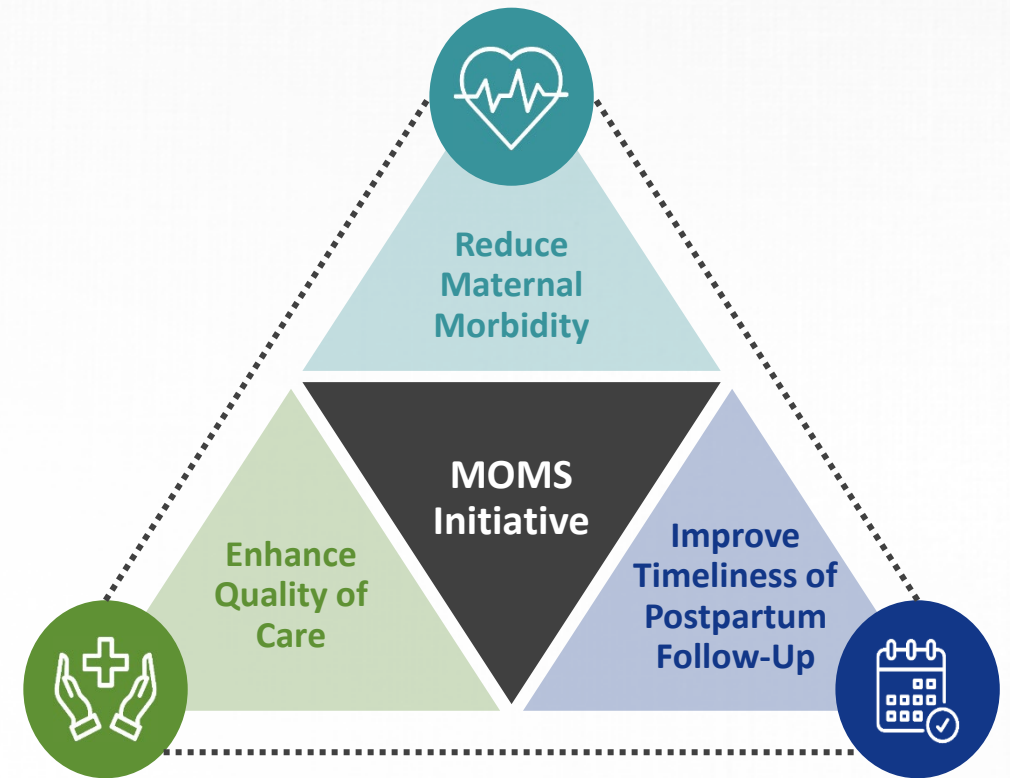 Reduce
Maternal
Morbidity
MOMS
Initiative
Enhance
Quality of
Care
Improve
Timeliness of
Postpartum
Follow-Up